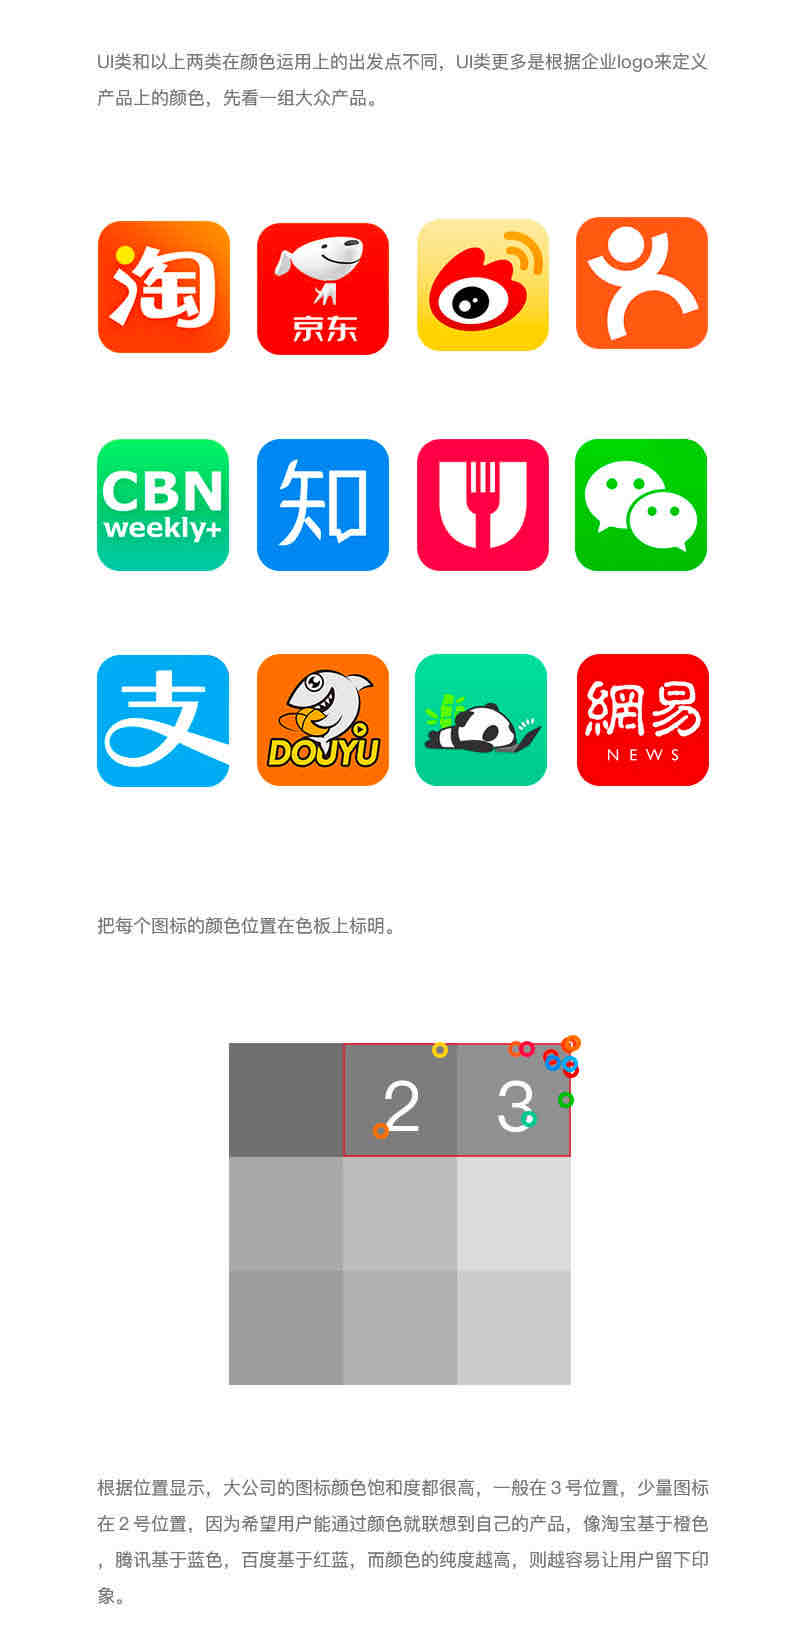 UI类和以上两类在颜色运用上的出发点不同，UI类更多是根据企业logo来定义
产品上的颜色，先看一组大众产品。
淘
京东
CBN
weekly+
知
支
DOUYU
網易
NEWS
把每个图标的颜色位置在色板上标明。
2
3
根据位置显示，大公司的图标颜色饱和度都很高，一般在３号位置，少量图标
在２号位置，因为希望用户能通过颜色就联想到自己的产品，像淘宝基于橙色
，腾讯基于蓝色，百度基于红蓝，而颜色的纯度越高，则越容易让用户留下印
象。